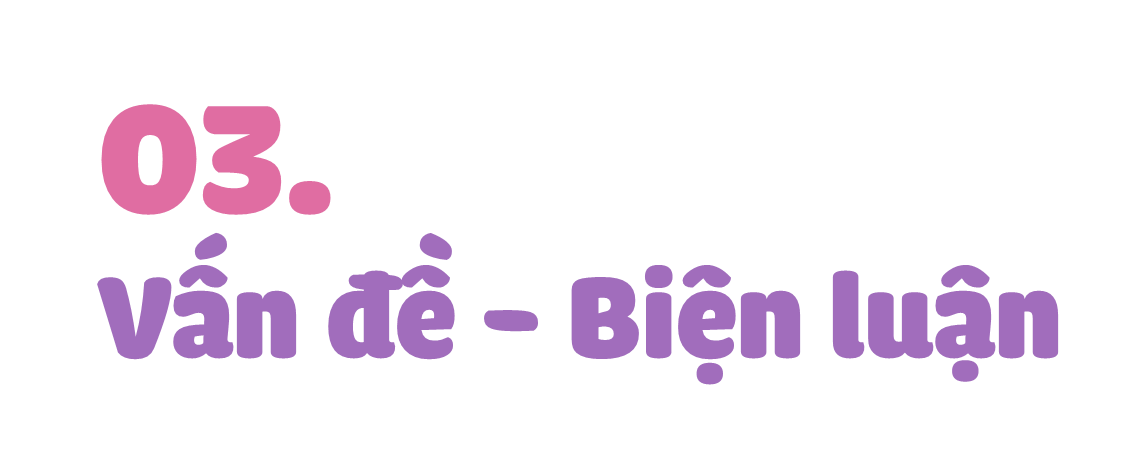 03.
Vấn đề - Biện luận